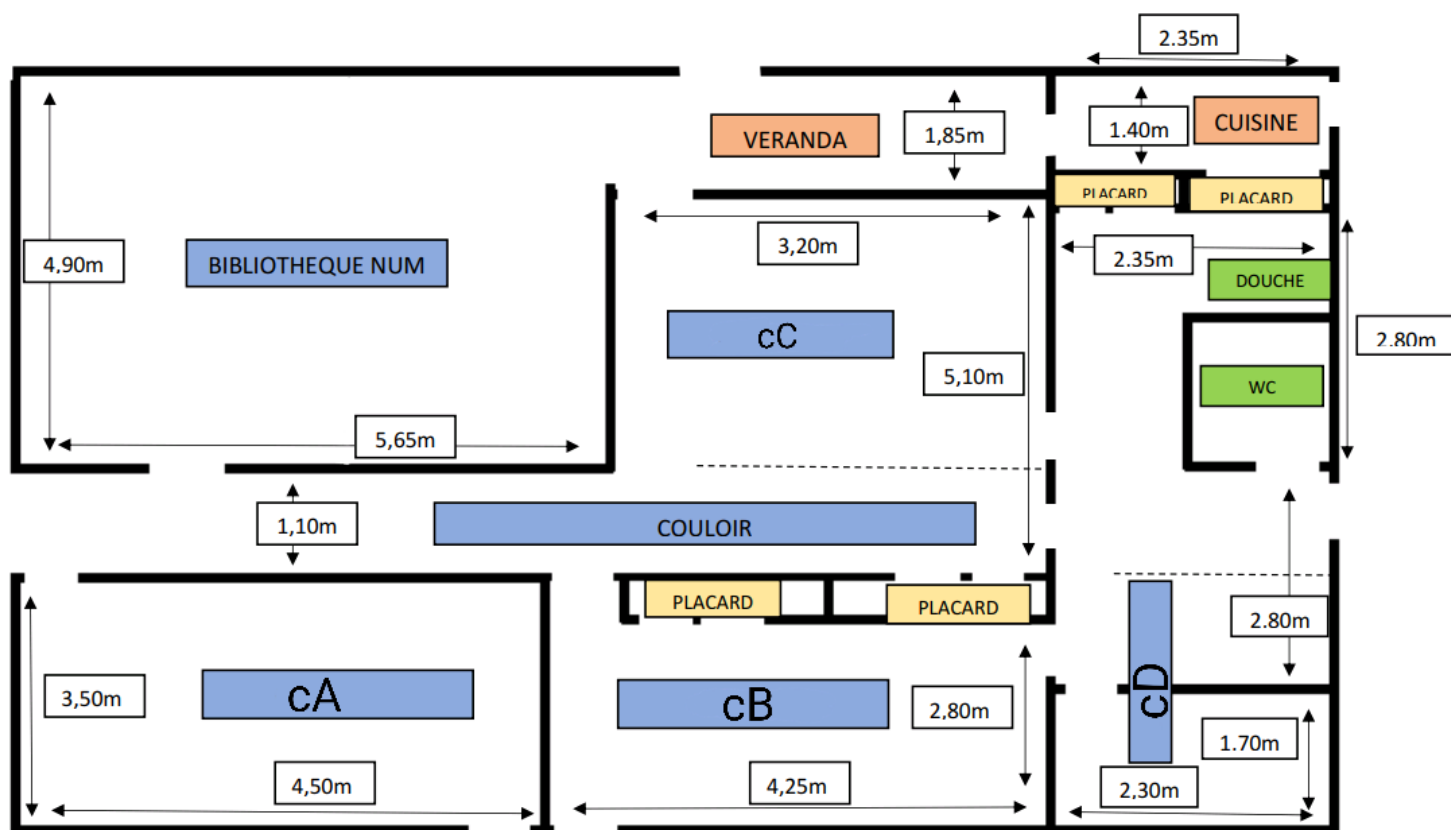 2.35m
VERANDA
1,85m
1.40m
CUISINE
PLACARD
PLACARD
4,90m
BIBLIOTHEQUE NUM
3,20m
2.35m
DOUCHE
cC
2.80m
5,10m
WC
5,65m
1,10m
COULOIR
PLACARD
PLACARD
2.80m
3,50m
cA
cB
2,80m
cD
1.70m
4,50m
4,25m
2,30m